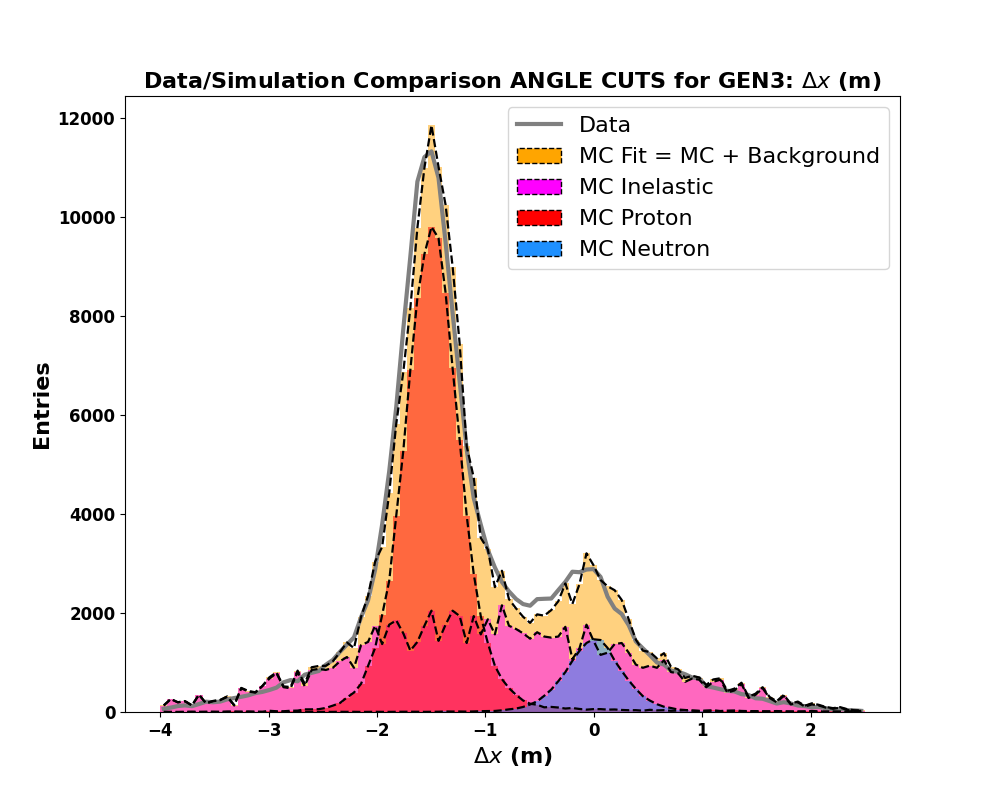 Data/Simulation Comparison ANGLE CUTS for GEN3: Δx (m)
Data
MC Fit = MC + Background
MC Inelastic
MC Proton
MC Neutron
12000
10000
8000
6000
4000
2000
0
Entries
−4 −3 −2 −1 0 1 2
Δx (m)